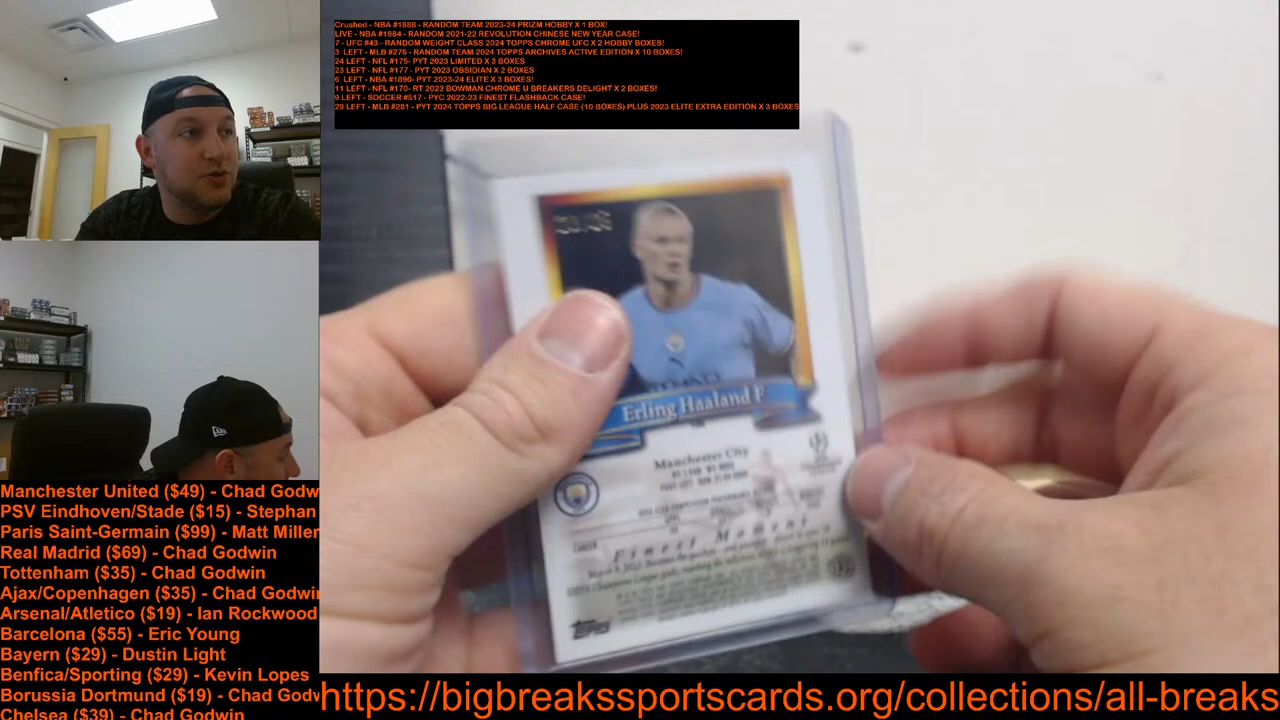 Crushed - NBA #1888 - RANDOM TEAM 2023-24 PRIZM HOBBY X 1 BOX!
LIVE - NBA #1884 - RANDOM 2021-22 REVOLUTION CHINESE NEW YEAR CASE!
7 - UFC #43 - RANDOM WEIGHT CLASS 2024 TOPPS CHROME UFC X 2 HOBBY BOXES!
3 LEFT - MLB #276 - RANDOM TEAM 2024 TOPPS ARCHIVES ACTIVE EDITION X 10 BOXES!
24 LEFT - NFL #175- PYT 2023 LIMITED X 3 BOXES
23 LEFT - NFL #177 - PYT 2023 OBSIDIAN X 2 BOXES
6 LEFT - NBA #1890- PYT 2023-24 ELITE X 3 BOXES!
11 LEFT - NFL #170- RT 2023 BOWMAN CHROME U BREAKERS DELIGHT X 2 BOXES!
9 LEFT - SOCCER #517 - PYC 2022-23 FINEST FLASHBACK CASE!
29 LEFT - MLB #281 - PYT 2024 TOPPS BIG LEAGUE HALF CASE (10 BOXES) PLUS 2023 ELITE EXTRA EDITION X 3 BOXES
Erling Haaland F
Manchester City
CAREER
Finest Moment
topps
Manchester United ($49) - Chad Godw
PSV Eindhoven/Stade ($15) - Stephan
Paris Saint-Germain ($99) - Matt Miller
Real Madrid ($69) - Chad Godwin
Tottenham ($35) - Chad Godwin
Ajax/Copenhagen ($35) - Chad Godwin
Arsenal/Atletico ($19) - Ian Rockwood
Barcelona ($55) - Eric Young
Bayern ($29) - Dustin Light
Benfica/Sporting ($29) - Kevin Lopes
Borussia Dortmund ($19) - Chad Godw
Chelsea ($39) - Chad Godwin
https://bigbreakssportscards.org/collections/all-breaks